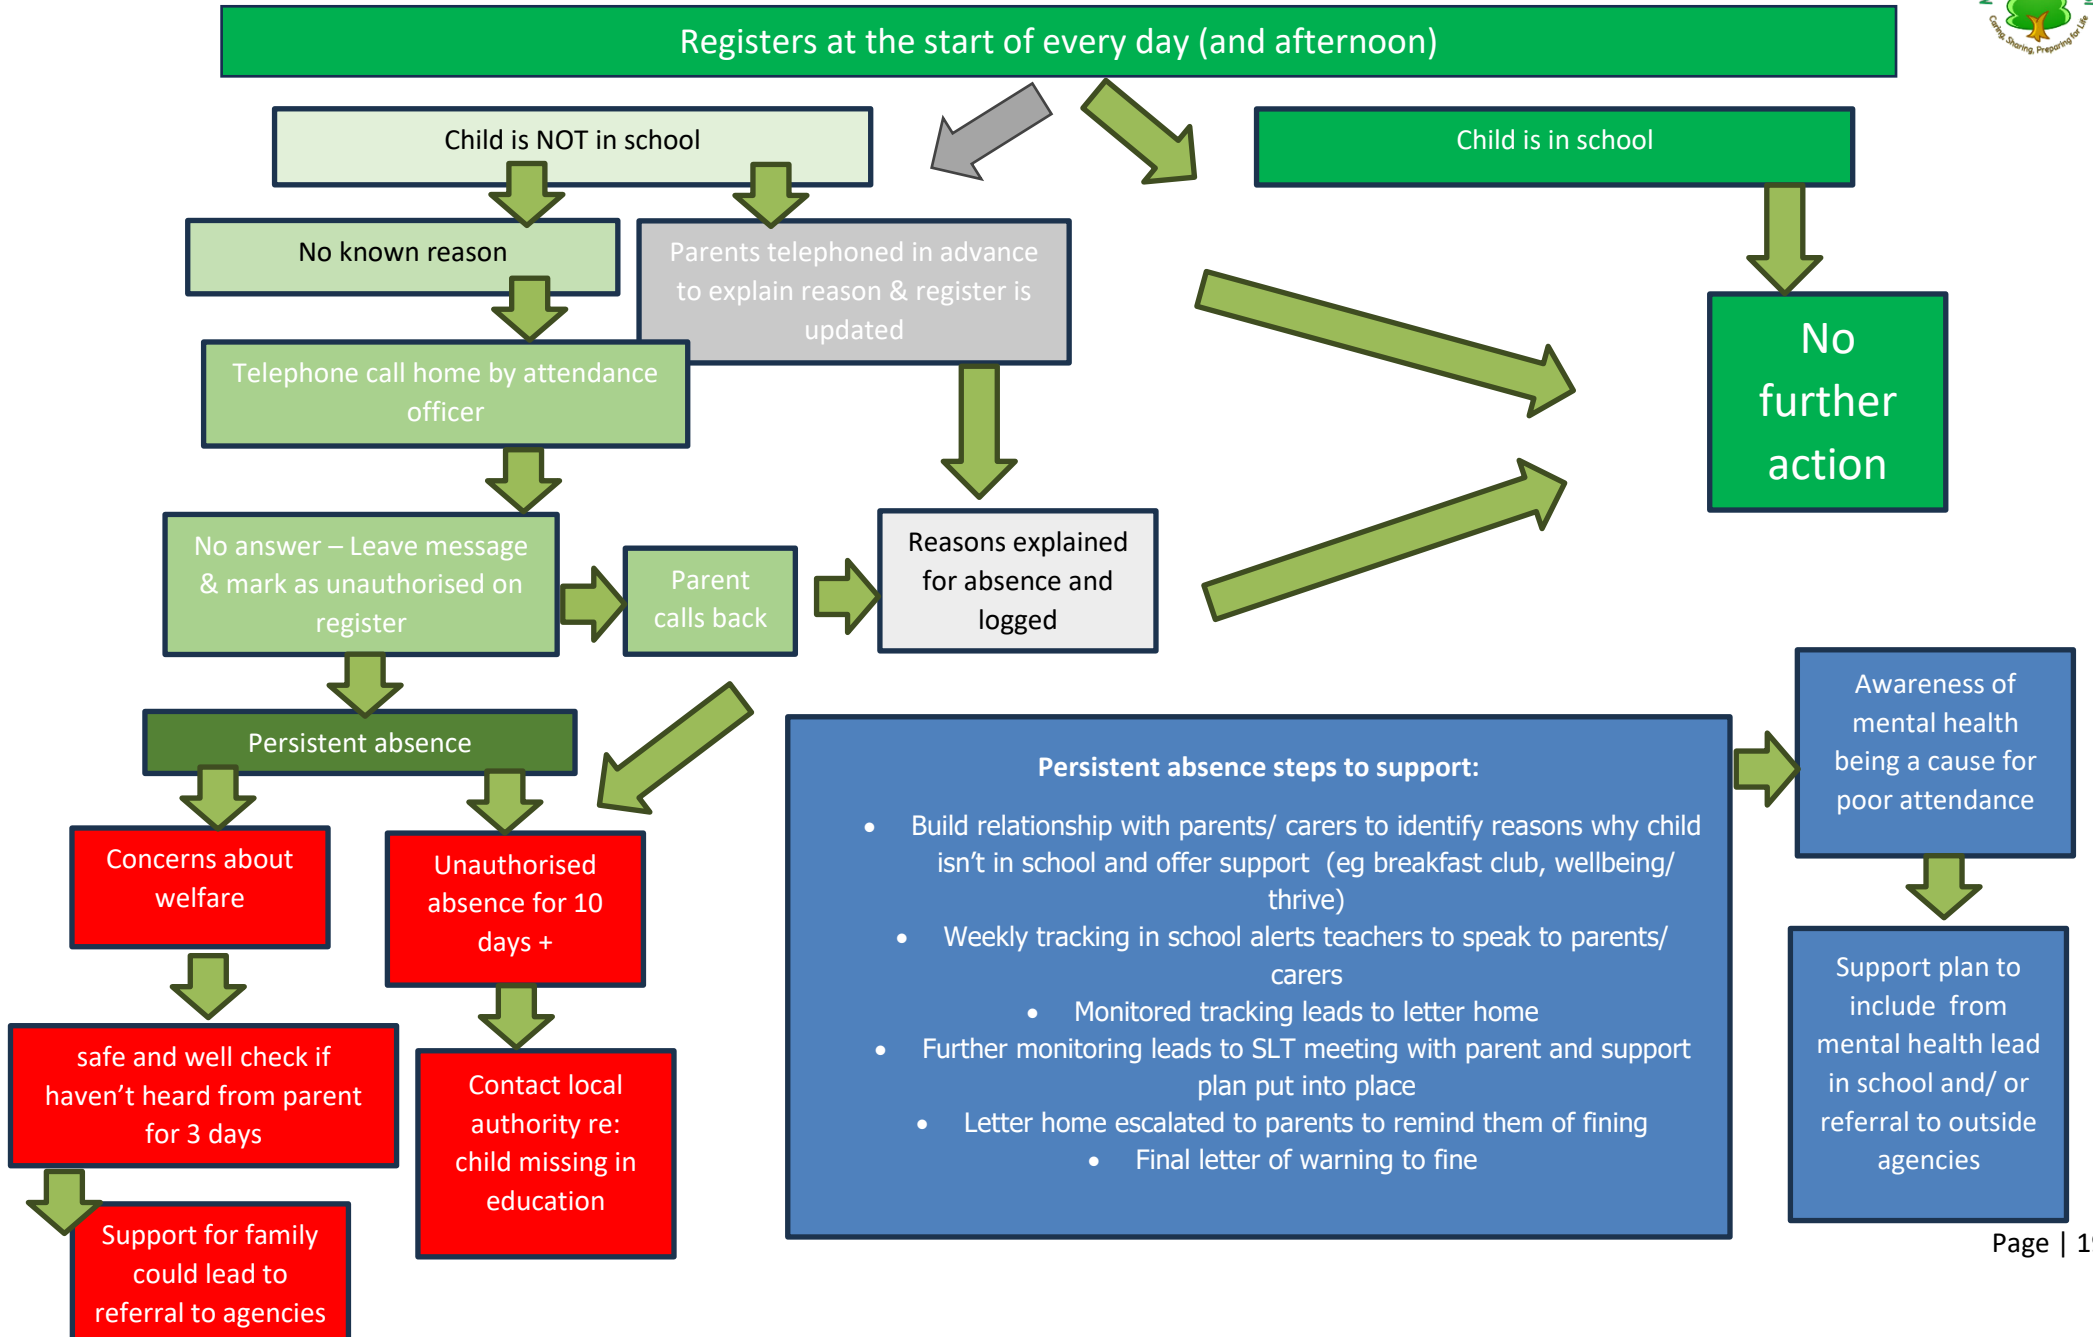 Registers at the start of every day (and afternoon)
Caring, Sharing, Preparing for Life
Child is NOT in school
Child is in school
No known reason
Parents telephoned in advance
to explain reason & register is
updated
No
further
action
Telephone call home by attendance
officer
No answer – Leave message
& mark as unauthorised on
register
Parent
calls back
Reasons explained
for absence and
logged
Persistent absence
Concerns about
welfare
Unauthorised
absence for 10
days +
safe and well check if
haven’t heard from parent
for 3 days
Contact local
authority re:
child missing in
education
Support for family
could lead to
referral to agencies
Persistent absence steps to support:
• Build relationship with parents/ carers to identify reasons why child
isn’t in school and offer support (eg breakfast club, wellbeing/
thrive)
• Weekly tracking in school alerts teachers to speak to parents/
carers
• Monitored tracking leads to letter home
• Further monitoring leads to SLT meeting with parent and support
plan put into place
• Letter home escalated to parents to remind them of fining
• Final letter of warning to fine
Awareness of
mental health
being a cause for
poor attendance
Support plan to
include from
mental health lead
in school and/ or
referral to outside
agencies
Page |